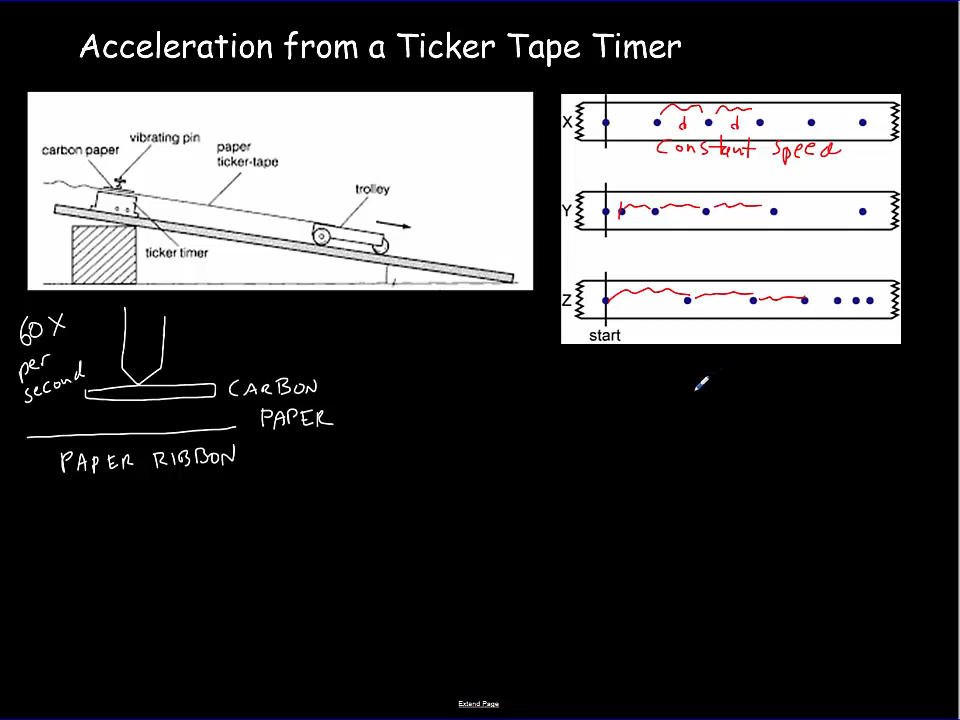 Acceleration from a Ticker Tape Timer
vibrating pin
carbon paper
paper
ticker-tape
trolley
ticker timer
X
d d
Constant speed
Y
Z
start
60 X
per
second
CARBON
PAPER
PAPER RIBBON
Extend Page